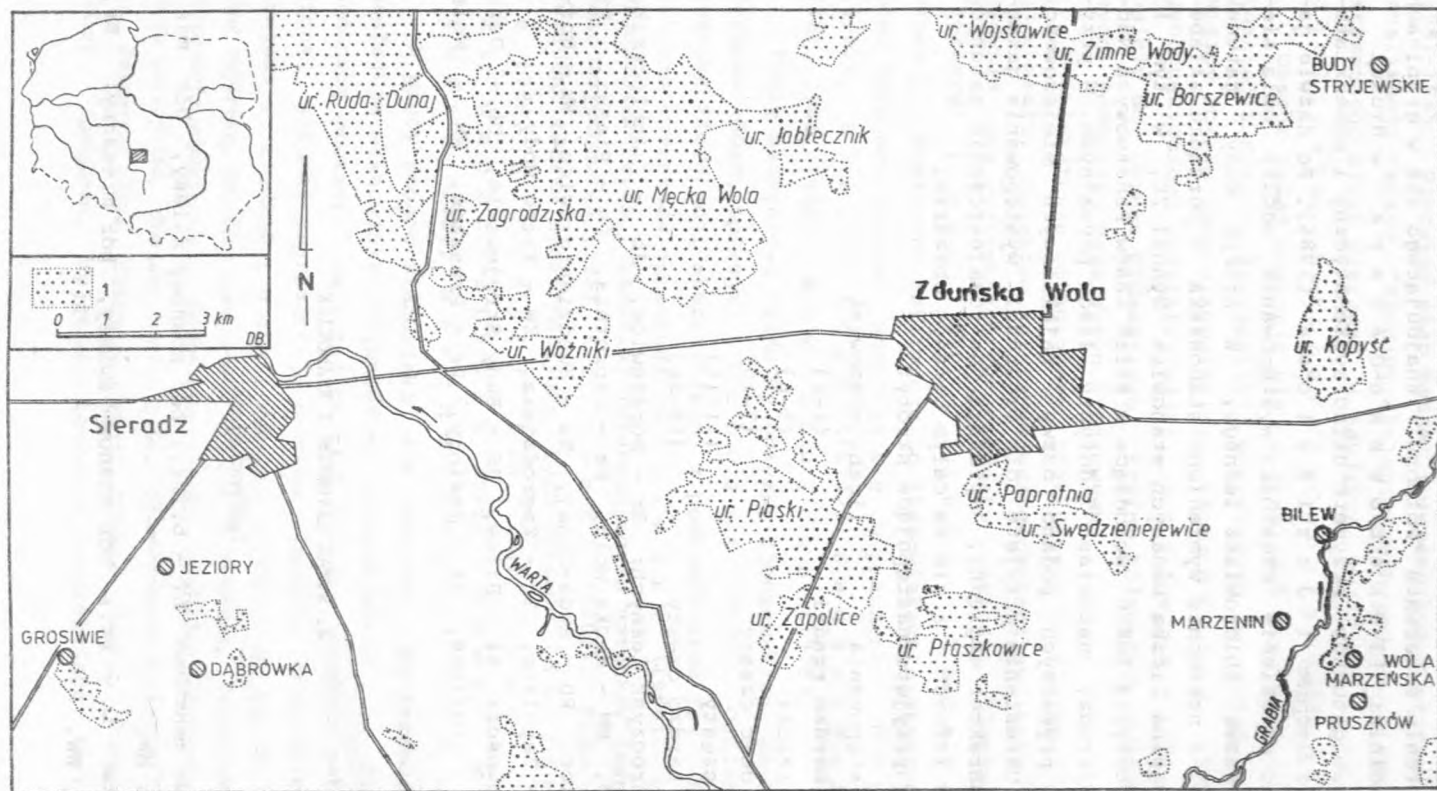 ur. Wojsławice
ur. Zimne Wody
BUDY
STRYJEWSKIE
ur. Ruda-Dunaj
ur. Borszewice
ur. Jabłecznik
ur. Męcka Wola
ur. Zagrodziska
N
1
0 1 2 3 km
DB.
Zduńska Wola
ur. Kopyść
ur. Woźniki
Sieradz
ur. Paprotnia
ur. Piaski
ur. Swędzieniejewice
BILEW
JEZIORY
WARTA
ur. Zapolice
MARZENIN
GROSIWIE
ur. Ptaszkowice
DĄBRÓWKA
WOLA
MARZEŃSKA
PRUSZKÓW
GRABIA